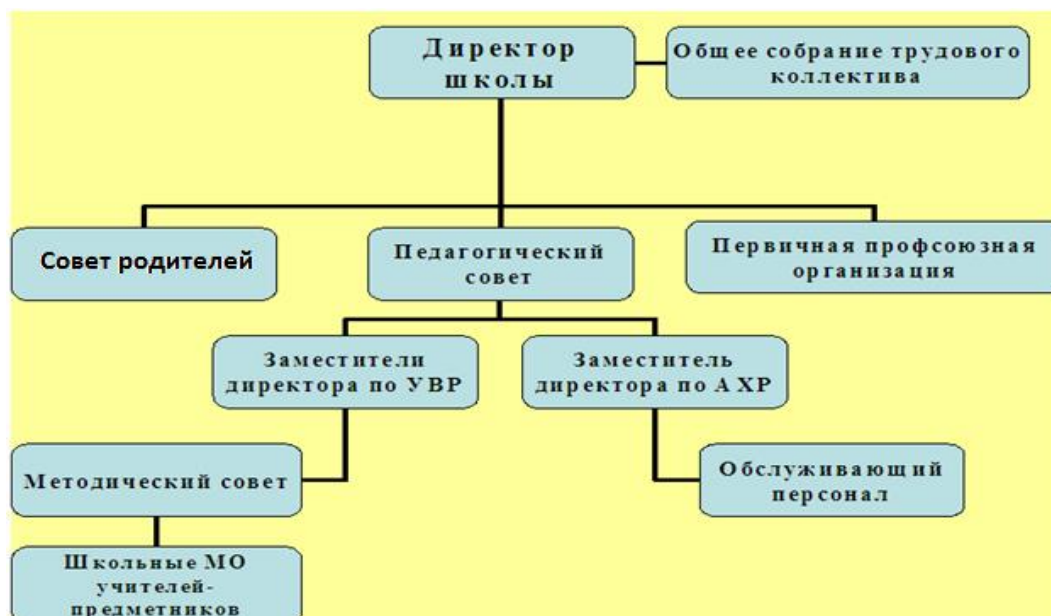 Директор
школы
Общее собрание трудового
коллектива
Совет родителей
Педагогический
совет
Первичная профсоюзная
организация
Заместители
директора по УВР
Заместитель
директора по АХР
Методический совет
Обслуживающий
персонал
Школьные МО
учителей-
предметников